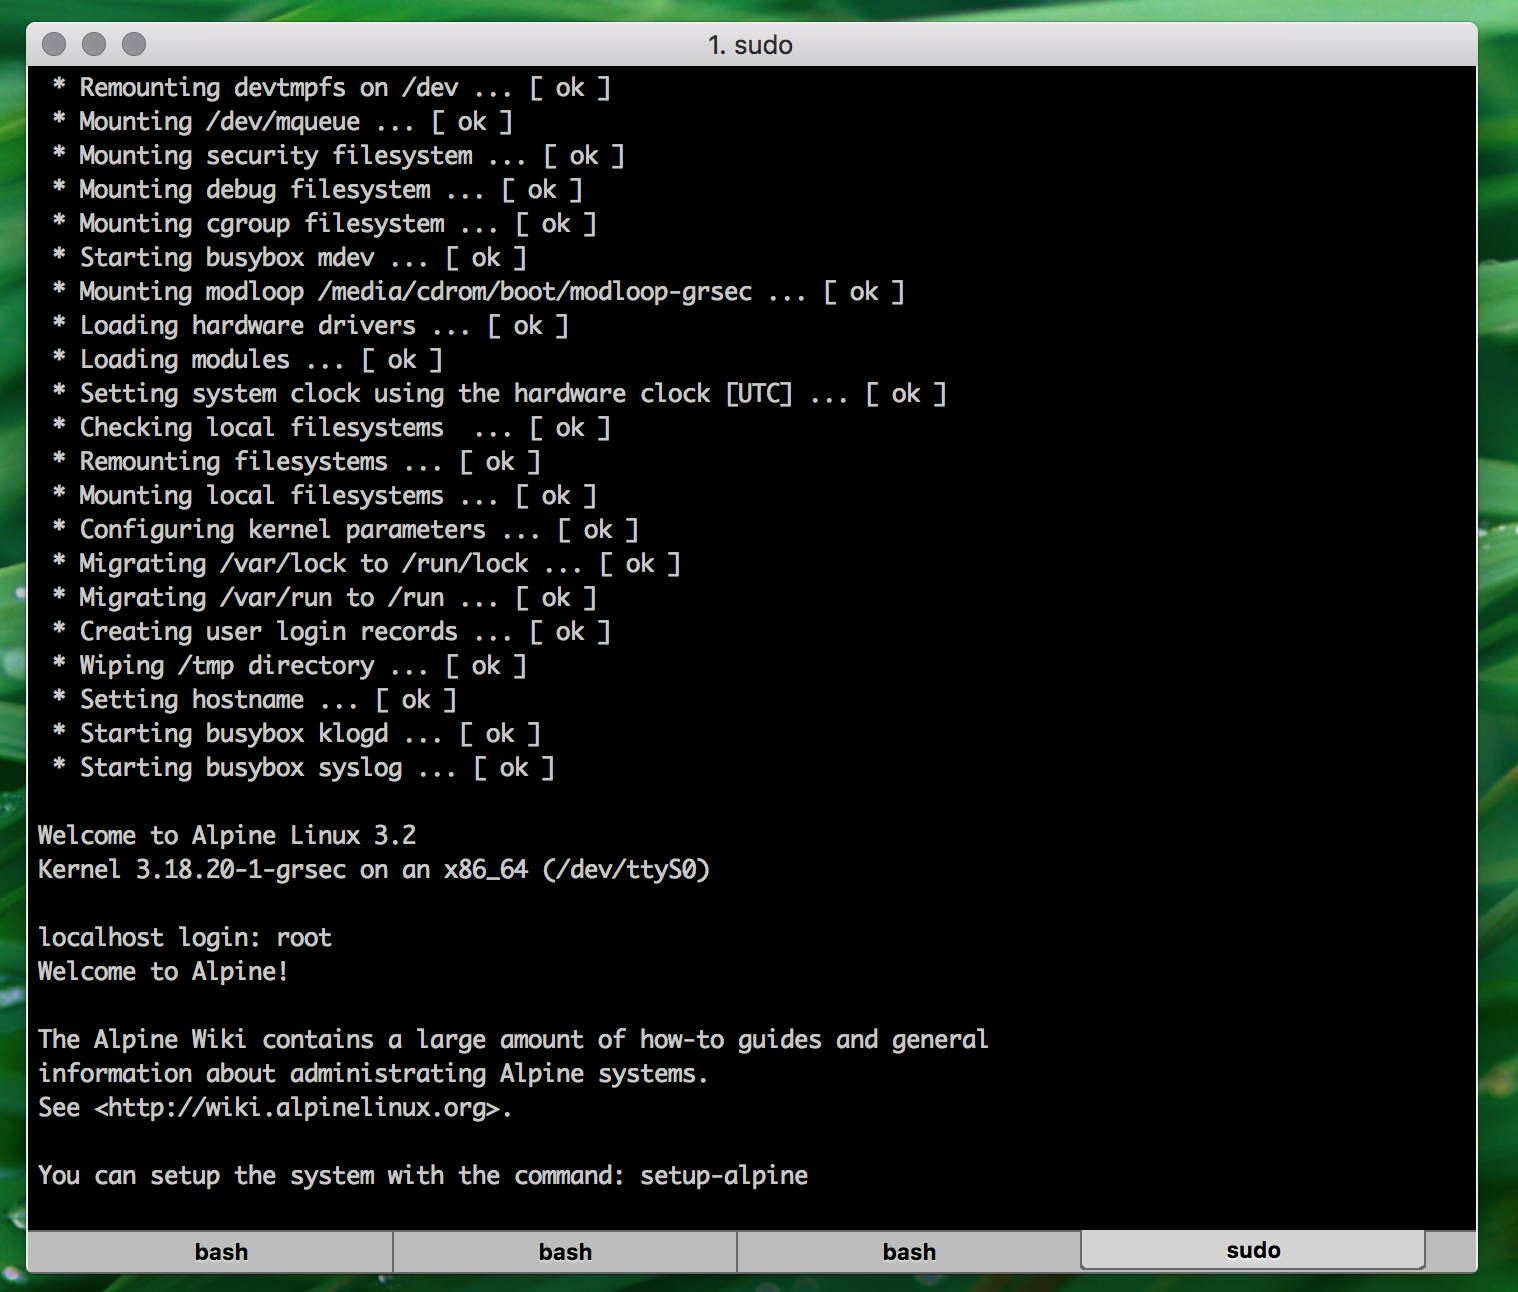 1. sudo
* Remounting devtmpfs on /dev ... [ ok ]
* Mounting /dev/mqueue ... [ ok ]
* Mounting security filesystem ... [ ok ]
* Mounting debug filesystem ... [ ok ]
* Mounting cgroup filesystem ... [ ok ]
* Starting busybox mdev ... [ ok ]
* Mounting modloop /media/cdrom/boot/modloop-grsec ... [ ok ]
* Loading hardware drivers ... [ ok ]
* Loading modules ... [ ok ]
* Setting system clock using the hardware clock [UTC] ... [ ok ]
* Checking local filesystems  ... [ ok ]
* Remounting filesystems ... [ ok ]
* Mounting local filesystems ... [ ok ]
* Configuring kernel parameters ... [ ok ]
* Migrating /var/lock to /run/lock ... [ ok ]
* Migrating /var/run to /run ... [ ok ]
* Creating user login records ... [ ok ]
* Wiping /tmp directory ... [ ok ]
* Setting hostname ... [ ok ]
* Starting busybox klogd ... [ ok ]
* Starting busybox syslog ... [ ok ]
Welcome to Alpine Linux 3.2
Kernel 3.18.20-1-grsec on an x86_64 (/dev/ttyS0)
localhost login: root
Welcome to Alpine!
The Alpine Wiki contains a large amount of how-to guides and general
information about administrating Alpine systems.
See <http://wiki.alpinelinux.org>.
You can setup the system with the command: setup-alpine
bash bash bash sudo